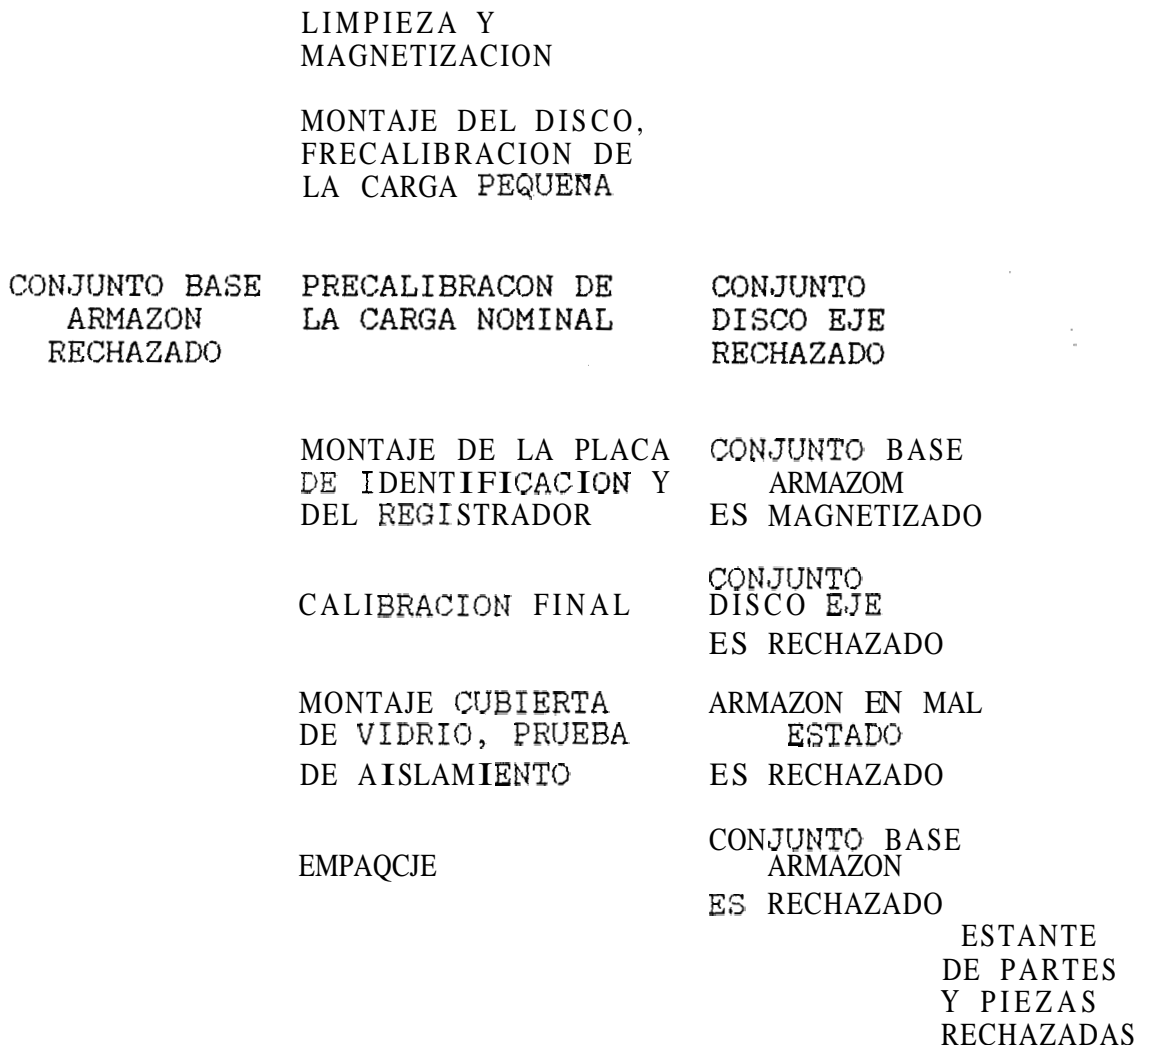 LIMPIEZA Y
MAGNETIZACION
MONTAJE DEL DISCO,
FRECALIBRACION DE
LA CARGA PEQUEÑA
CONJUNTO BASE
ARMAZON
RECHAZADO
PRECALIBRACON DE
LA CARGA NOMINAL
CONJUNTO
DISCO EJE
RECHAZADO
MONTAJE DE LA PLACA
DE IDENTIFICACION Y
DEL REGISTRADOR
CONJUNTO BASE
ARMAZOM
ES MAGNETIZADO
CALIBRACION FINAL
CONJUNTO
DISCO EJE
ES RECHAZADO
MONTAJE CUBIERTA
DE VIDRIO, PRUEBA
DE AISLAMIENTO
ARMAZON EN MAL
ESTADO
ES RECHAZADO
EMPAQCJE
CONJUNTO BASE
ARMAZON
ES RECHAZADO
ESTANTE
DE PARTES
Y PIEZAS
RECHAZADAS